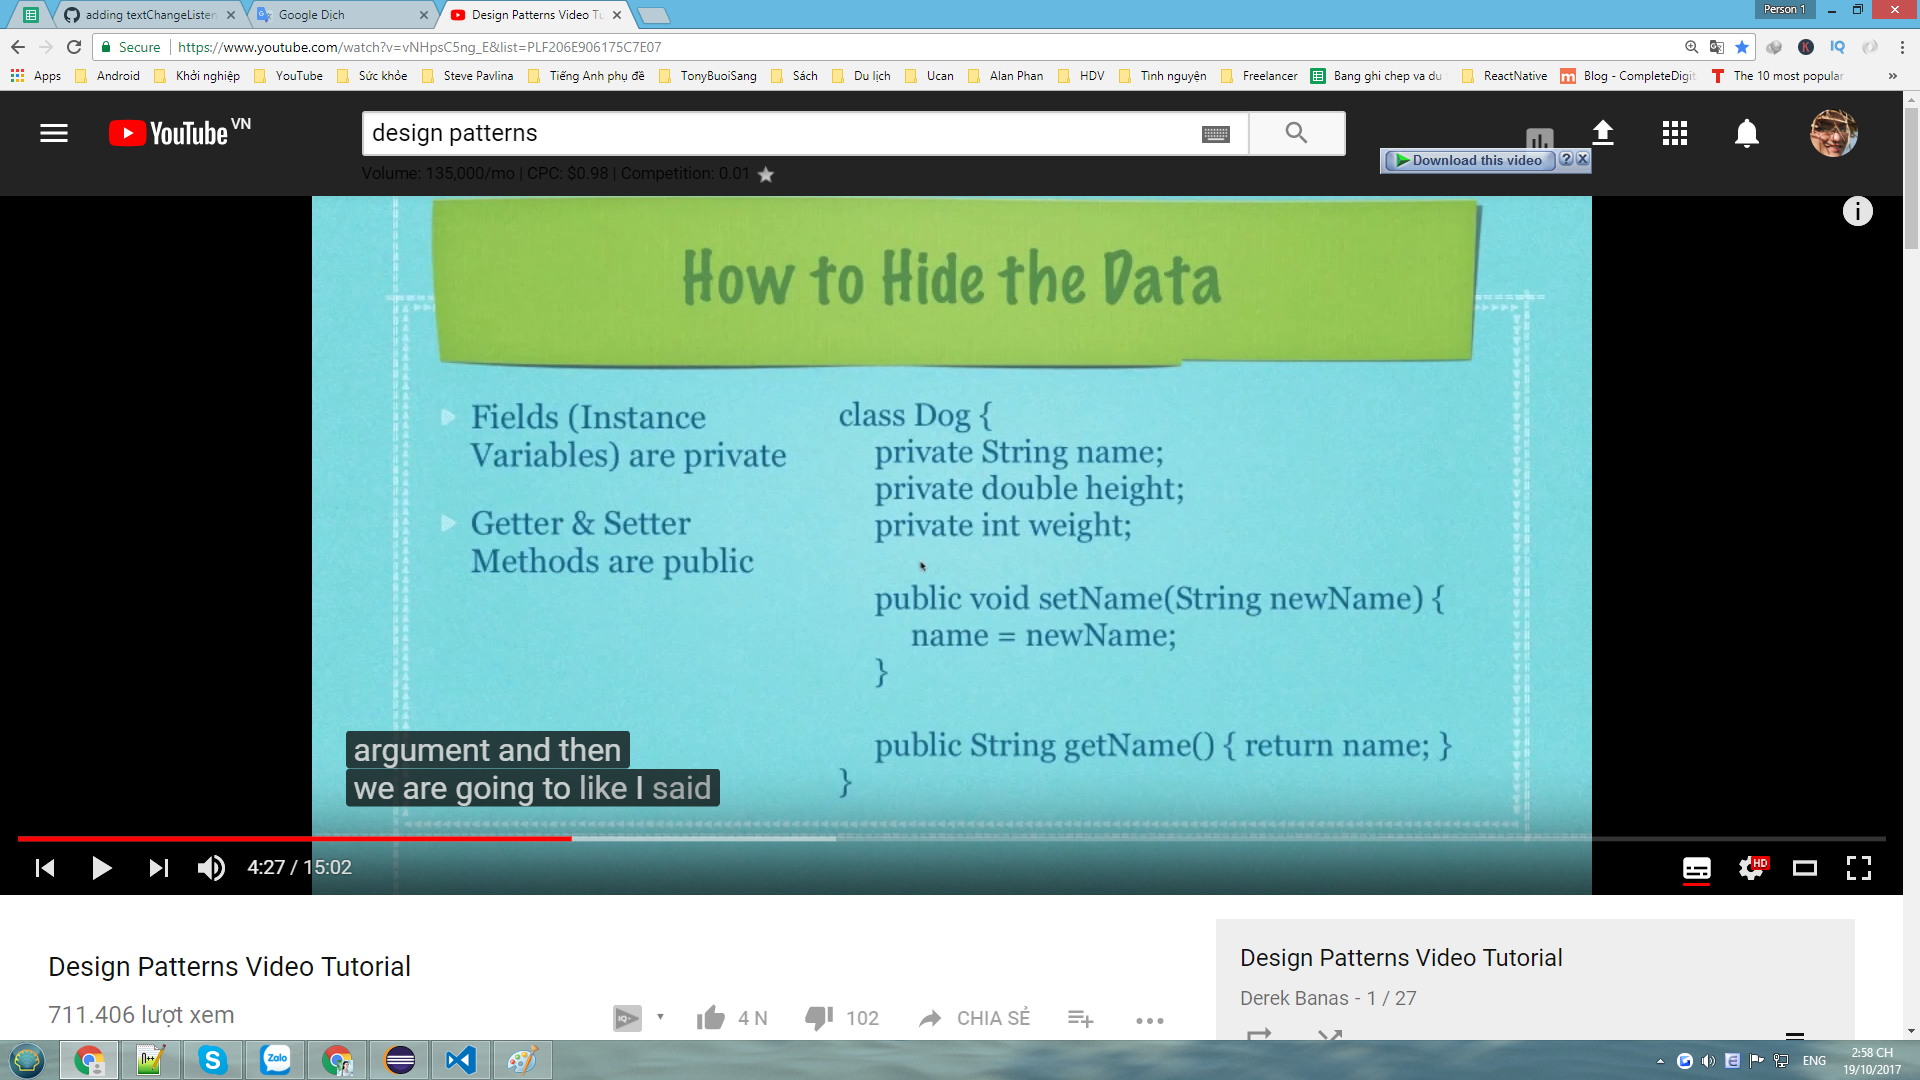 adding textChangeListen
Google Dịch
Design Patterns Video Tu
Person 1
Secure
https://www.youtube.com/watch?v=vNHpsC5ng_E&list=PLF206E906175C7E07
Apps
Android
Khởi nghiệp
YouTube
Sức khỏe
Steve Pavlina
Tiếng Anh phụ đề
TonyBuoiSang
Sách
Du lịch
Ucan
Alan Phan
HDV
Tình nguyện
Freelancer
Bang ghi chep va du
ReactNative
Blog - CompleteDigit
The 10 most popular
YouTube VN
design patterns
Download this video
Volume: 135,000/mo | CPC: $0.98 | Competition: 0.01
How to Hide the Data
Fields (Instance
Variables) are private
Getter & Setter
Methods are public
class Dog {
private String name;
private double height;
private int weight;
public void setName(String newName) {
name = newName;
}
public String getName() { return name; }
}
argument and then
we are going to like I said
4:27 / 15:02
HD
Design Patterns Video Tutorial
711.406 lượt xem
4 N
102
CHIA SẺ
Design Patterns Video Tutorial
Derek Banas - 1 / 27
Zalo
ENG
2:58 CH
19/10/2017